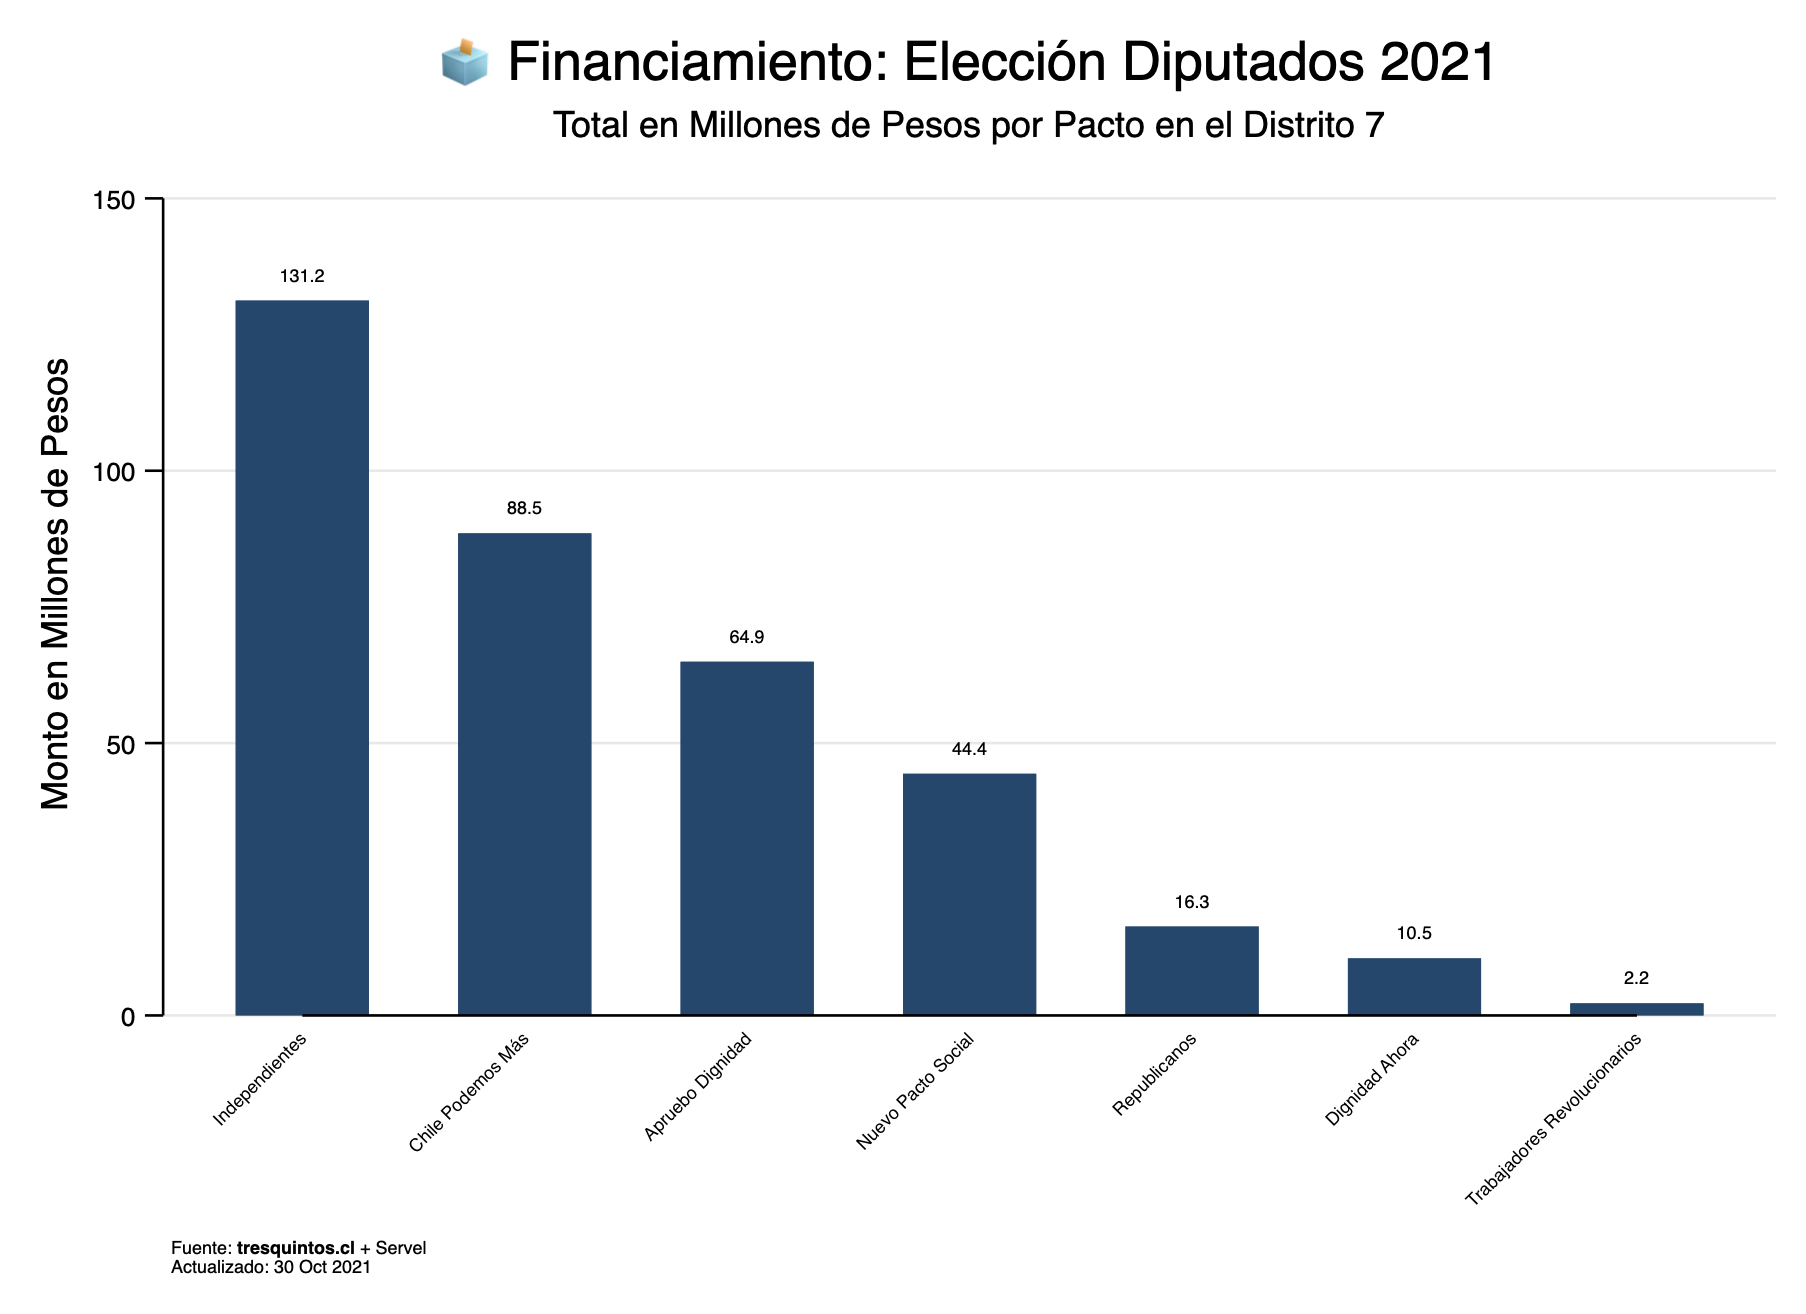 Financiamiento: Elección Diputados 2021
Total en Millones de Pesos por Pacto en el Distrito 7
Monto en Millones de Pesos
150
100
50
0
131.2
88.5
64.9
44.4
16.3
10.5
2.2
Independientes
Chile Podemos Más
Apruebo Dignidad
Nuevo Pacto Social
Republicanos
Dignidad Ahora
Trabajadores Revolucionarios
Fuente: tresquintos.cl + Servel
Actualizado: 30 Oct 2021